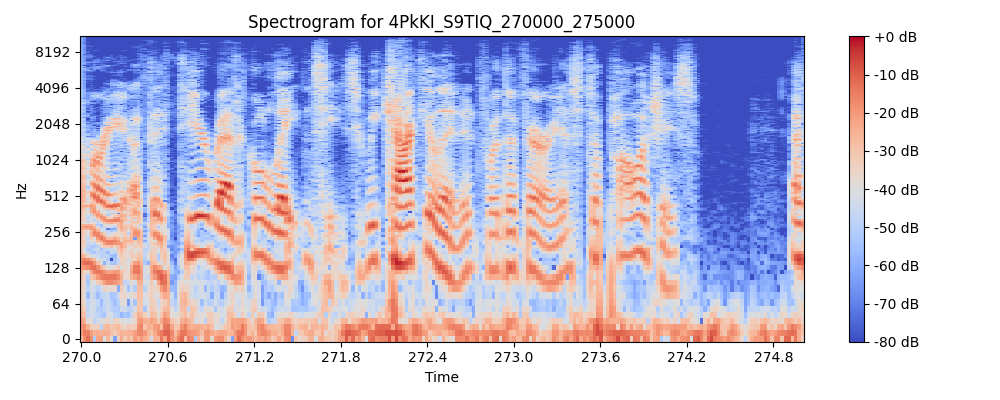 Spectrogram for 4PkKI_S9TIQ_270000_275000
8192
4096
2048
1024
512
256
128
64
0
Hz
270.0 270.6 271.2 271.8 272.4 273.0 273.6 274.2 274.8
Time
+0 dB
-10 dB
-20 dB
-30 dB
-40 dB
-50 dB
-60 dB
-70 dB
-80 dB